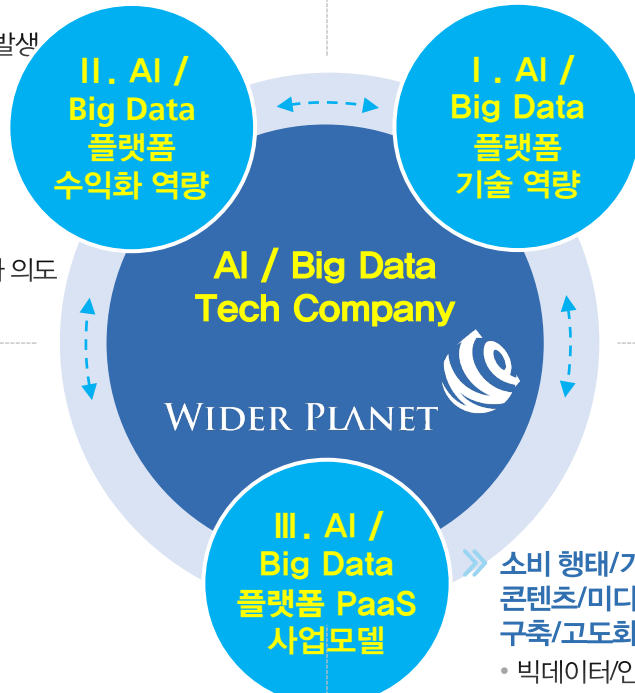 발생
II. AI /
Big Data
플랫폼
수익화 역량
I. AI /
Big Data
플랫폼
기술 역량
의도
AI / Big Data
Tech Company
WIDER PLANET
III. AI /
Big Data
플랫폼 PaaS
사업모델
소비 행태/
콘텐츠/미디
구축/고도화
• 빅데이터/인